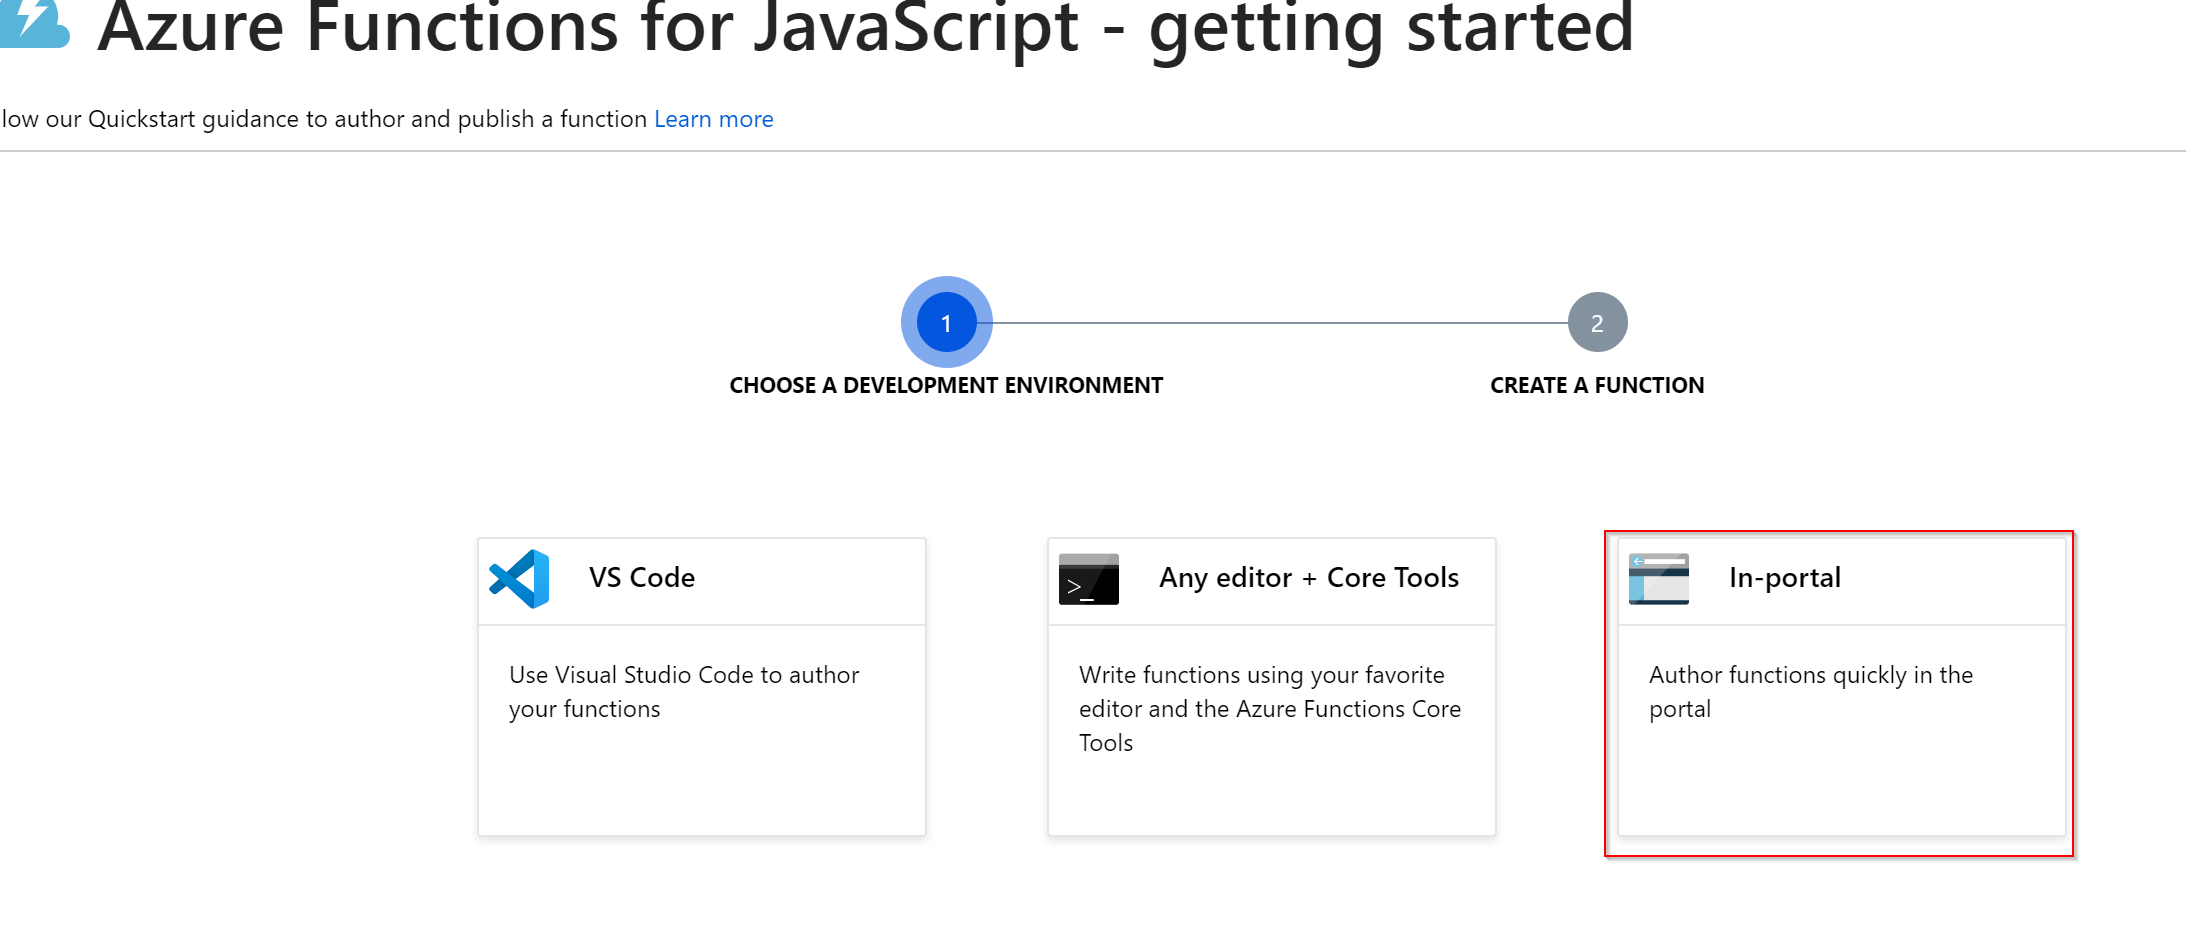 Azure Functions for JavaScript - getting started
low our Quickstart guidance to author and publish a function Learn more
1
2
CHOOSE A DEVELOPMENT ENVIRONMENT
CREATE A FUNCTION
VS Code
Use Visual Studio Code to author
your functions
>_
Any editor + Core Tools
Write functions using your favorite
editor and the Azure Functions Core
Tools
In-portal
Author functions quickly in the
portal